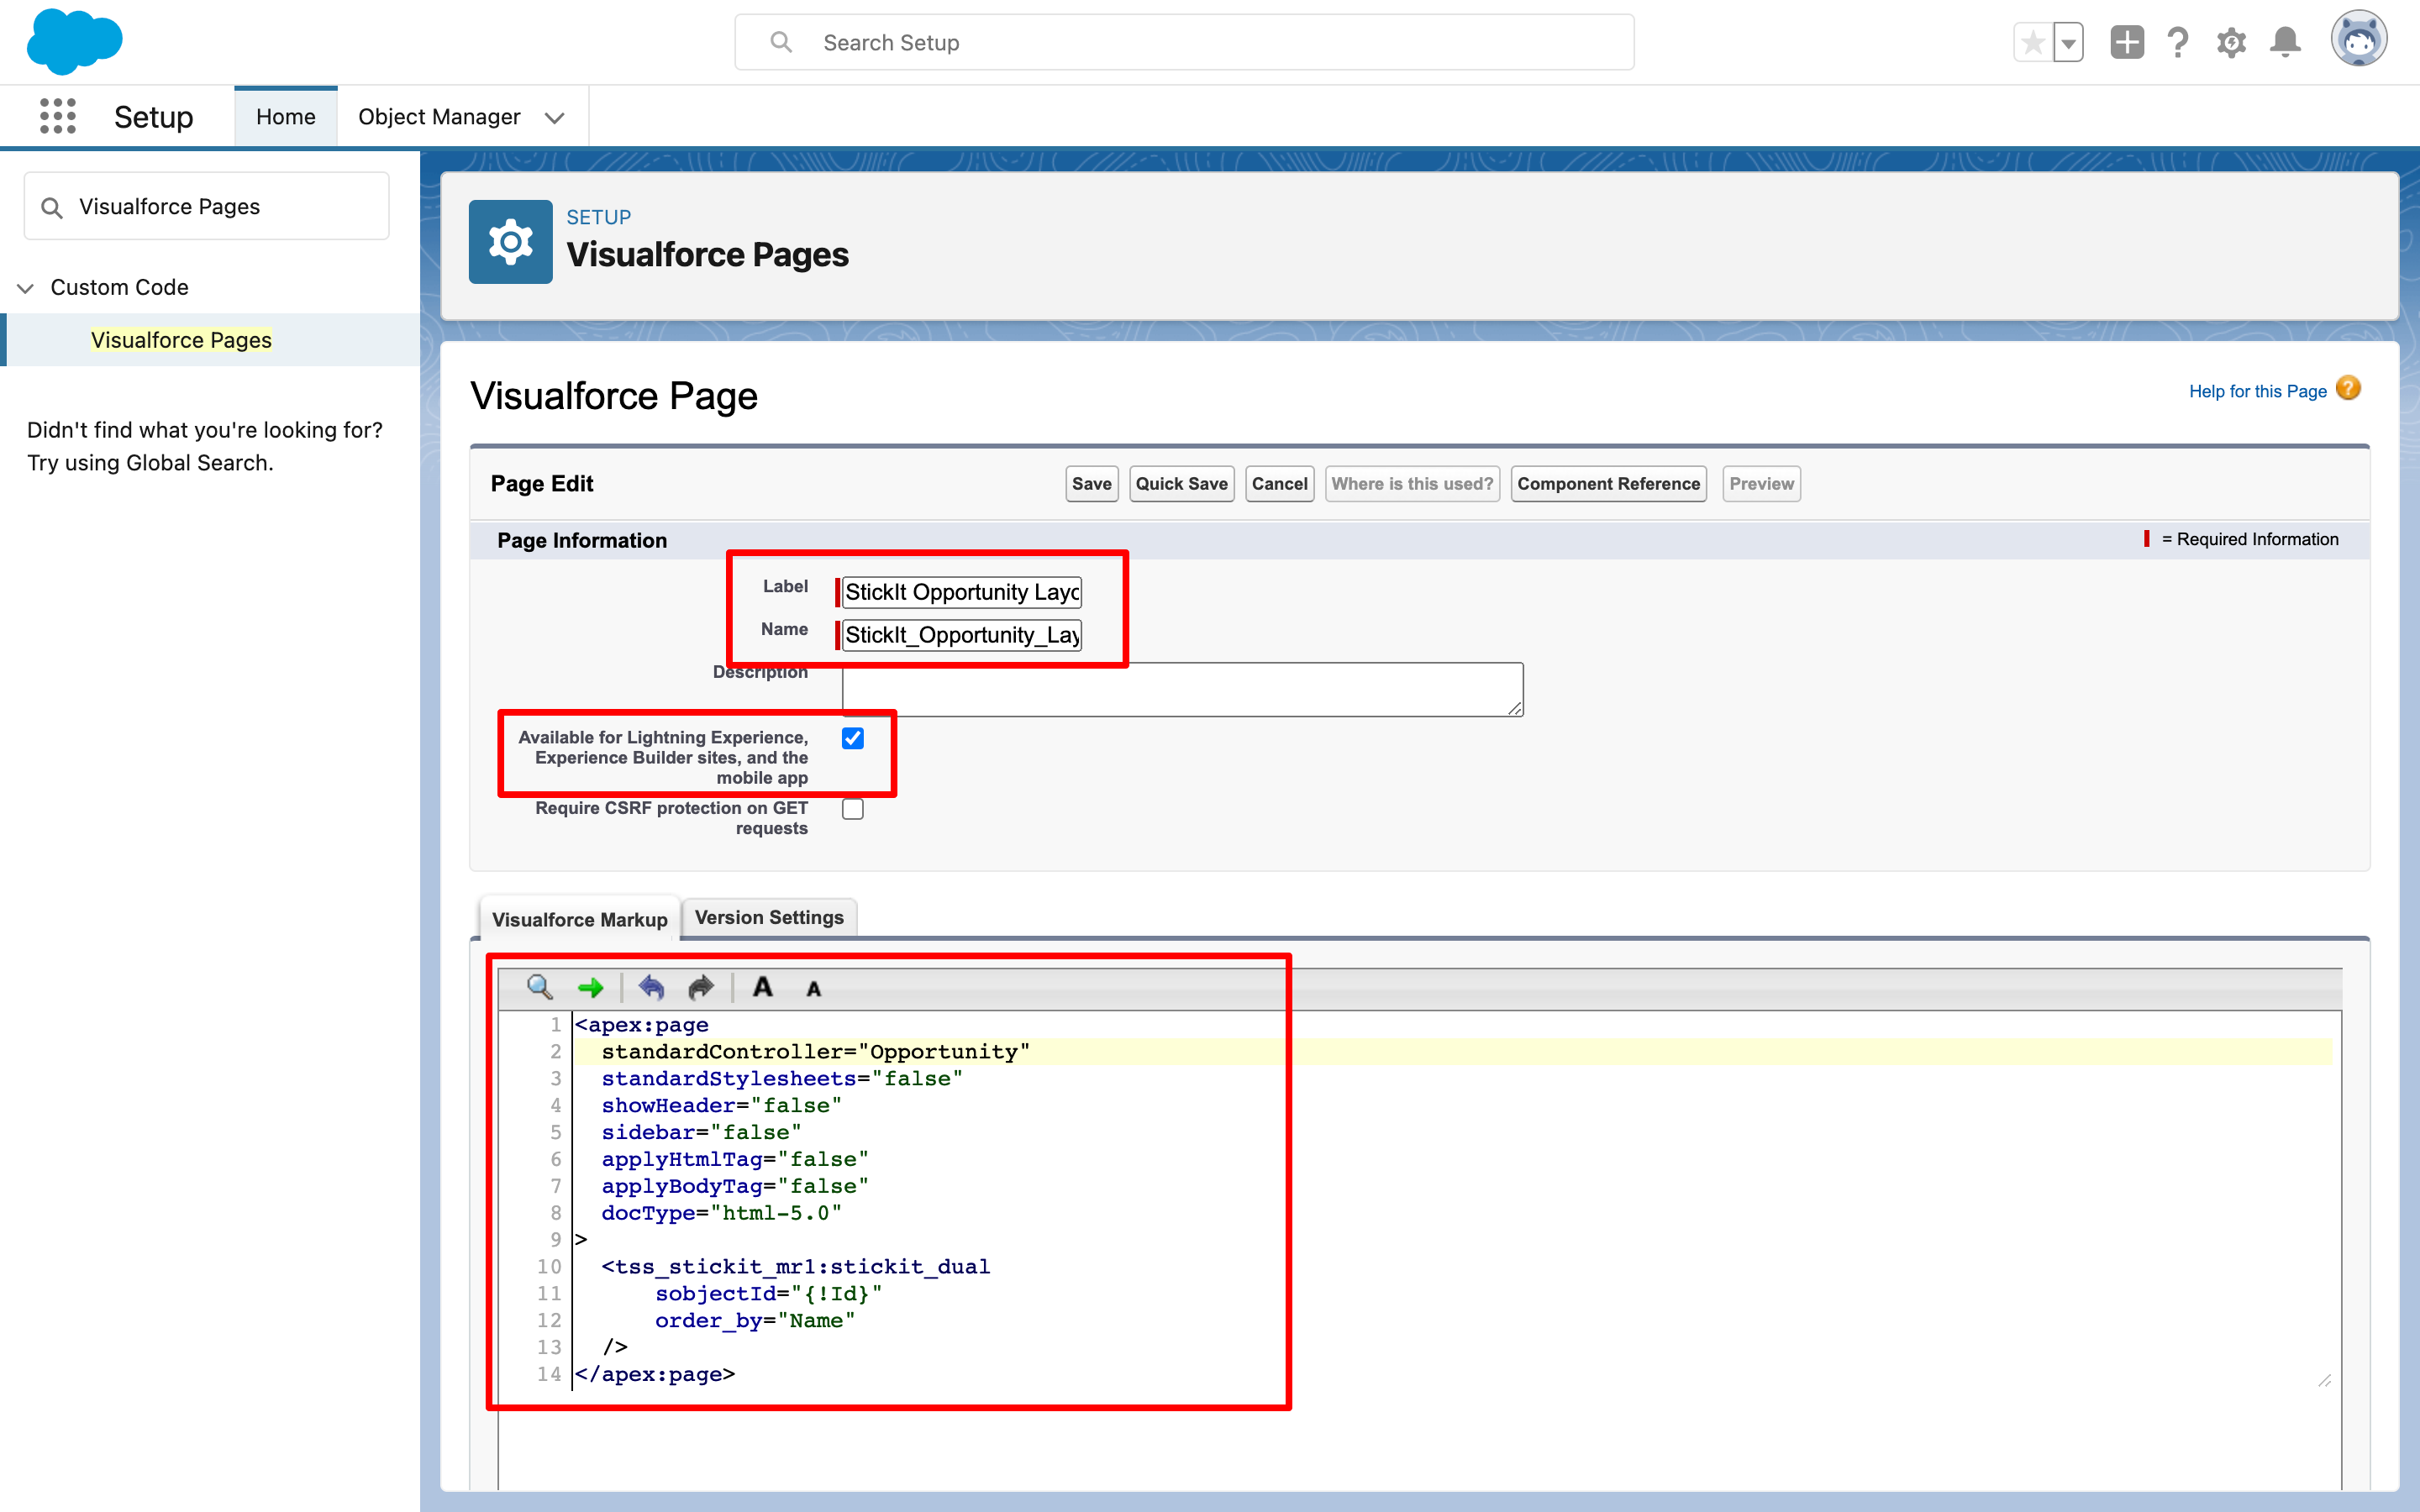 Search Setup
Setup
Home
Object Manager
Visualforce Pages
Custom Code
Visualforce Pages
Didn't find what you're looking for?
Try using Global Search.
SETUP
Visualforce Pages
Visualforce Page
Help for this Page
Page Edit
Save
Quick Save
Cancel
Where is this used?
Component Reference
Preview
Page Information
= Required Information
Label
StickIt Opportunity Layo
Name
StickIt_Opportunity_Lay
Description
Available for Lightning Experience,
Experience Builder sites, and the
mobile app
Require CSRF protection on GET
requests
Visualforce Markup
Version Settings
A A
1 <apex:page
2 standardController="Opportunity"
3 standardStylesheets="false"
4 showHeader="false"
5 sidebar="false"
6 applyHtmlTag="false"
7 applyBodyTag="false"
8 docType="html-5.0"
9 >
10 <tss_stickit_mr1:stickit_dual
11 sobjectId="{!Id}"
12 order_by="Name"
13 />
14 </apex:page>